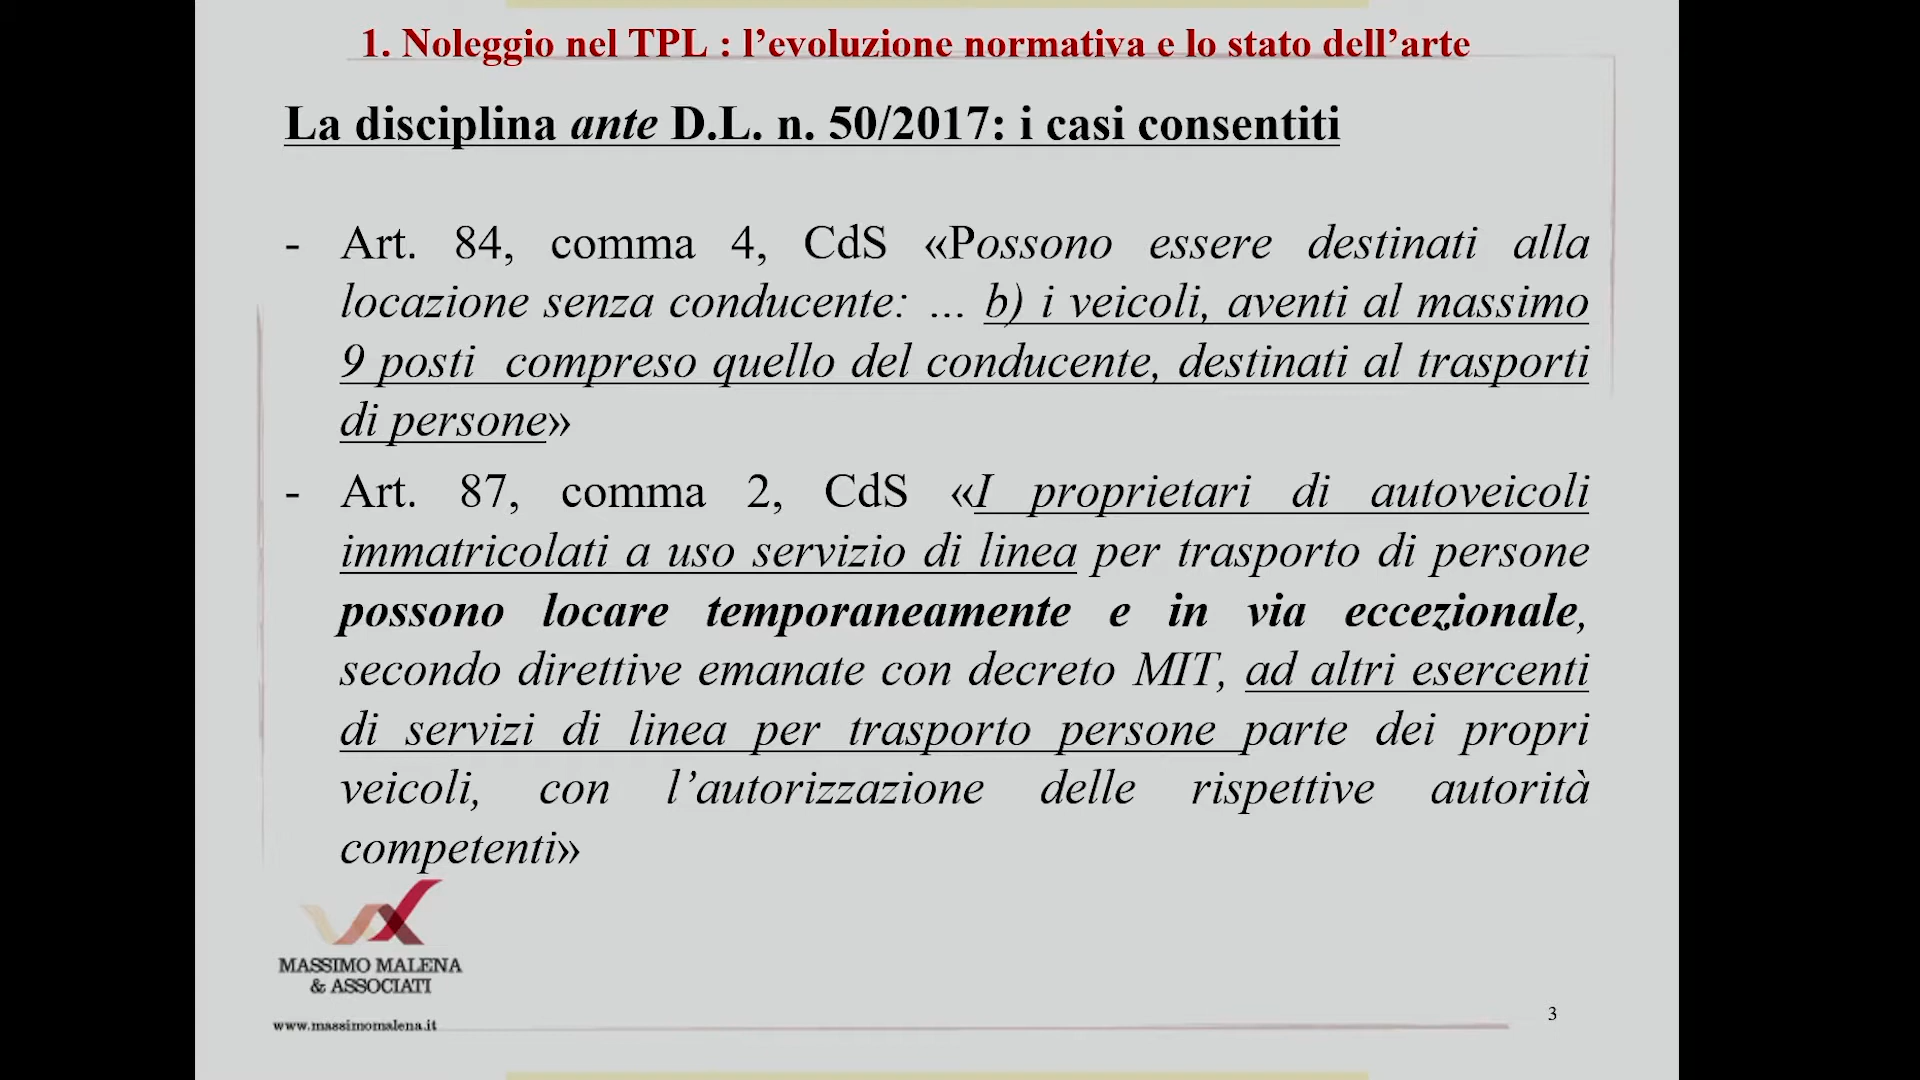 1. Noleggio nel TPL : l’evoluzione normativa e lo stato dell’arte
La disciplina ante D.L. n. 50/2017: i casi consentiti
- Art. 84, comma 4, CdS «Possono essere destinati alla
locazione senza conducente: ... b) i veicoli, aventi al massimo
9 posti compreso quello del conducente, destinati al trasporti
di persone»
- Art. 87, comma 2, CdS «I proprietari di autoveicoli
immatricolati a uso servizio di linea per trasporto di persone
possono locare temporaneamente e in via eccezionale,
secondo direttive emanate con decreto MIT, ad altri esercenti
di servizi di linea per trasporto persone parte dei propri
veicoli, con l’autorizzazione delle rispettive autorità
competenti»
MASSIMO MALENA
& ASSOCIATI
www.massimomalena.it
3